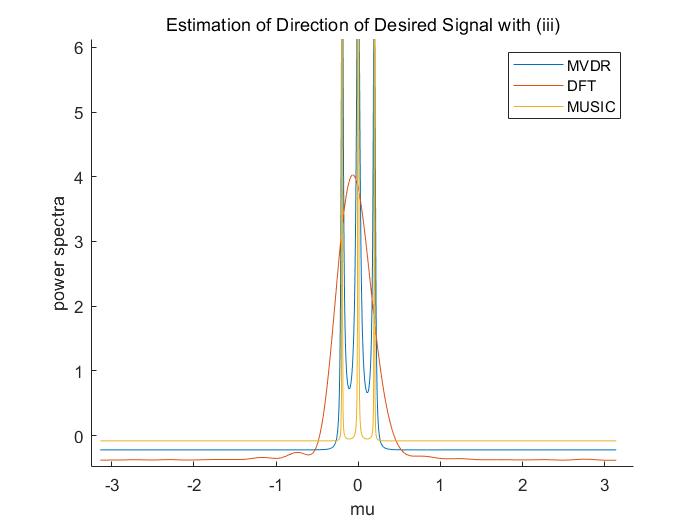 Estimation of Direction of Desired Signal with (iii)
MVDR
DFT
MUSIC
power spectra
6
5
4
3
2
1
0
-3
-2
-1
0
1
2
3
mu